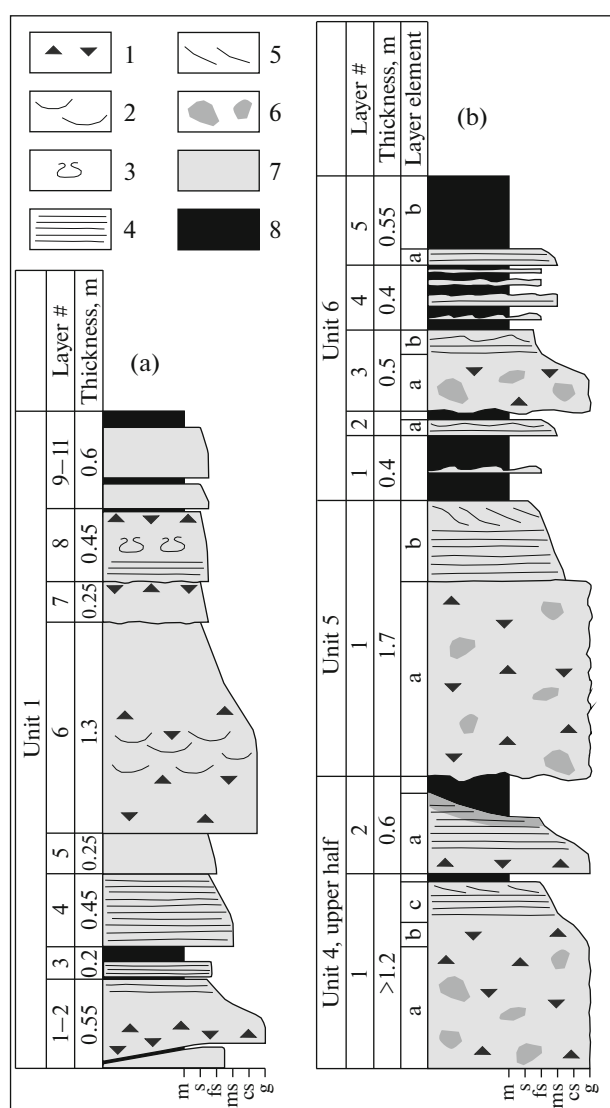 1
2
3
4
5
6
7
8
(a)
Layer #
Thickness, m
Unit 1
9–11
0.6
8
0.45
7
0.25
6
1.3
5
0.25
4
0.45
3
0.2
1–2
0.55
m
s
fs
ms
cs
g
(b)
Layer #
Thickness, m
Layer element
Unit 6
5
0.55
b
a
4
0.4
3
0.5
b
a
2
a
1
0.4
Unit 5
1
1.7
b
a
Unit 4, upper half
2
0.6
a
1
>1.2
c
b
a
m
s
fs
ms
cs
g